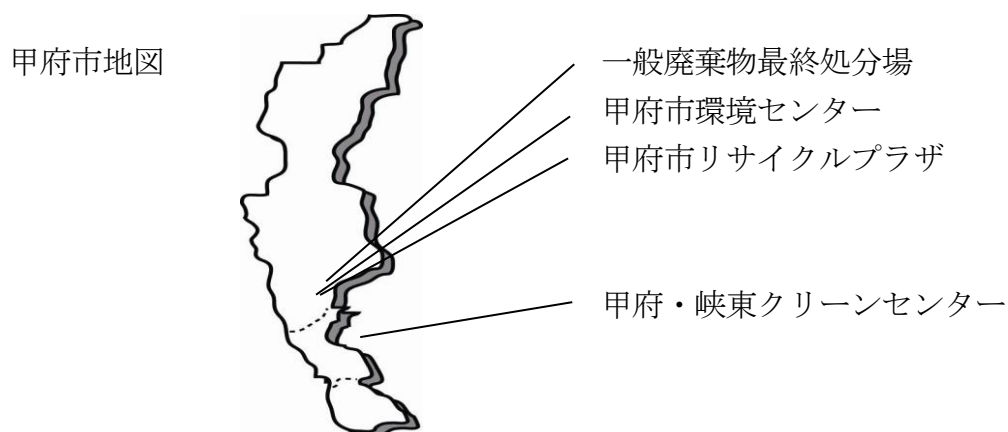 甲府市地図
一般廃棄物最終処分場
甲府市環境センター
甲府市リサイクルプラザ
甲府・峡東クリーンセンター